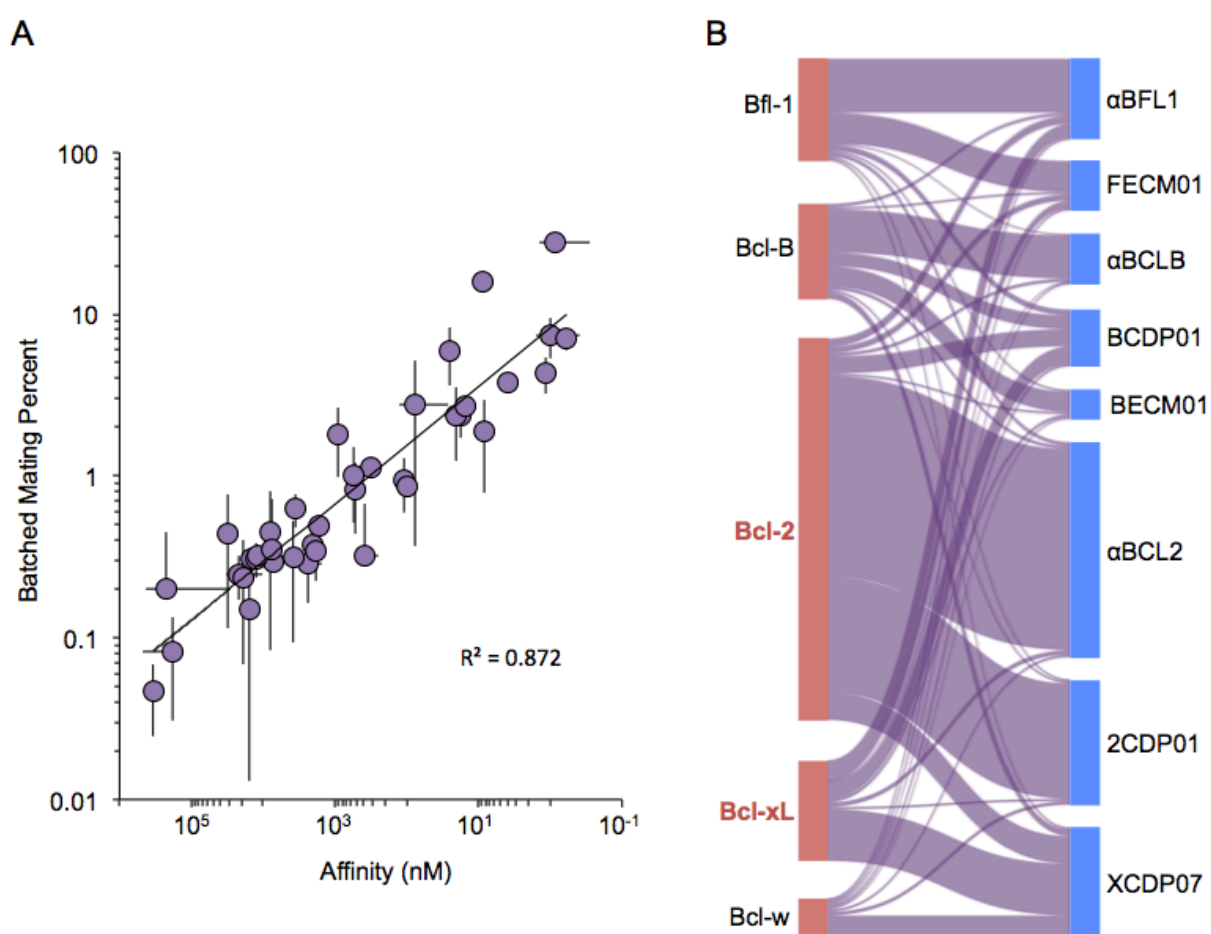 A
Batched Mating Percent
100
10
1
0.1
0.01
R² = 0.872
10⁵
10³
10¹
10⁻¹
Affinity (nM)
B
Bfl-1
Bcl-B
Bcl-2
Bcl-xL
Bcl-w
αBFL1
FECM01
αBCLB
BCDP01
BECM01
αBCL2
2CDP01
XCDP07